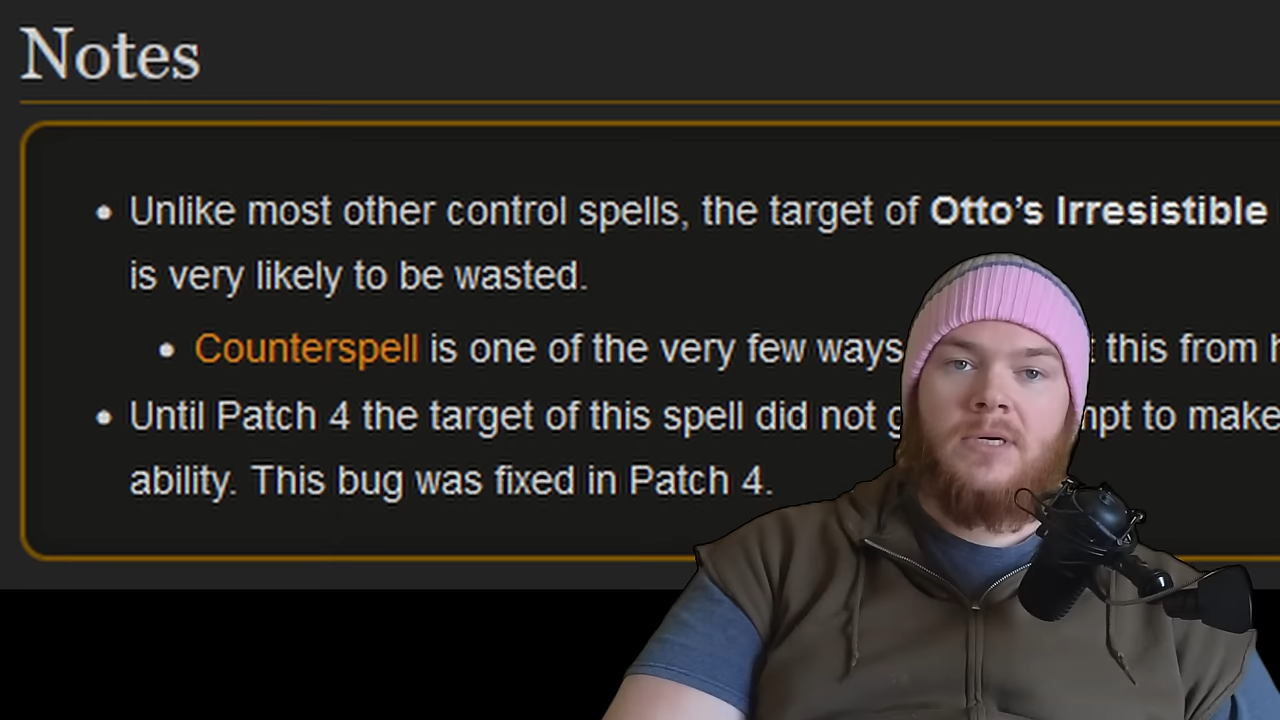 Notes
Unlike most other control spells, the target of Otto's Irresistible
is very likely to be wasted.
Counterspell is one of the very few ways this from
Until Patch 4 the target of this spell did not to make
ability. This bug was fixed in Patch 4.